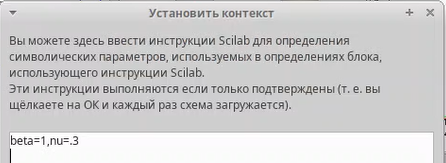 Установить контекст
Вы можете здесь ввести инструкции Scilab для определения
символических параметров, используемых в определениях блока,
использующего инструкции Scilab.
Эти инструкции выполняются если только подтверждены (т. е. вы
щёлкаете на ОК и каждый раз схема загружается).
beta=1,nu=.3